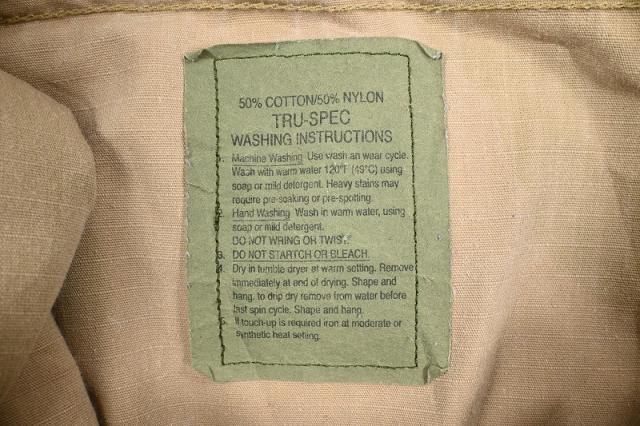 50% COTTON/50% NYLON
TRU-SPEC
WASHING INSTRUCTIONS
1. Machine Washing Use wash an wear cycle.
Wash with warm water 120°F (49°C) using
soap or mild detergent. Heavy stains may
require pre-soaking or pre-spotting.
2. Hand Washing Wash in warm water, using
soap or mild detergent.
DO NOT WRING OR TWIST.
3. DO NOT STARTCH OR BLEACH.
4. Dry in tumble dryer at warm setting. Remove
immediately at end of drying. Shape and
hang. to drip dry remove from water before
last spin cycle. Shape and hang.
5. If touch-up is required iron at moderate or
synthetic heat setting.